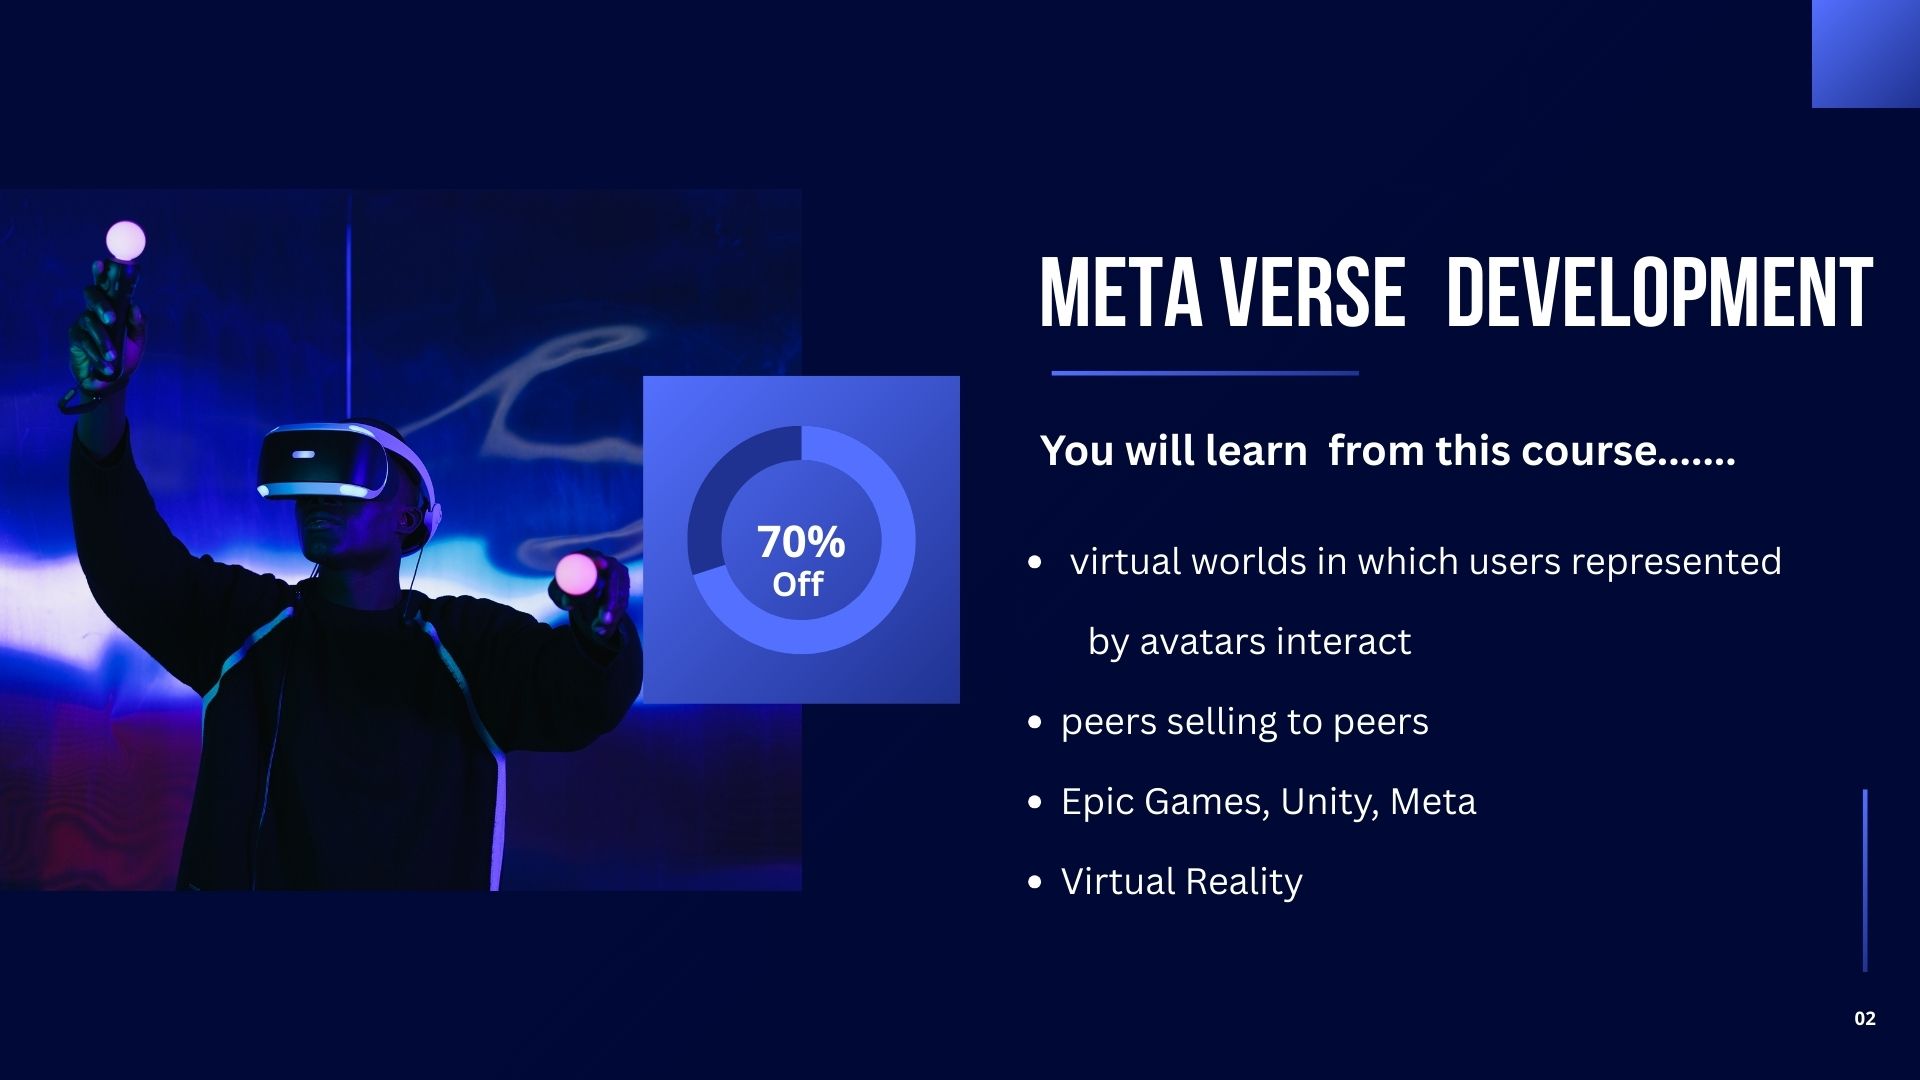 META VERSE  DEVELOPMENT
You will learn  from this course.......
70%
Off
• virtual worlds in which users represented
by avatars interact
• peers selling to peers
• Epic Games, Unity, Meta
• Virtual Reality
02